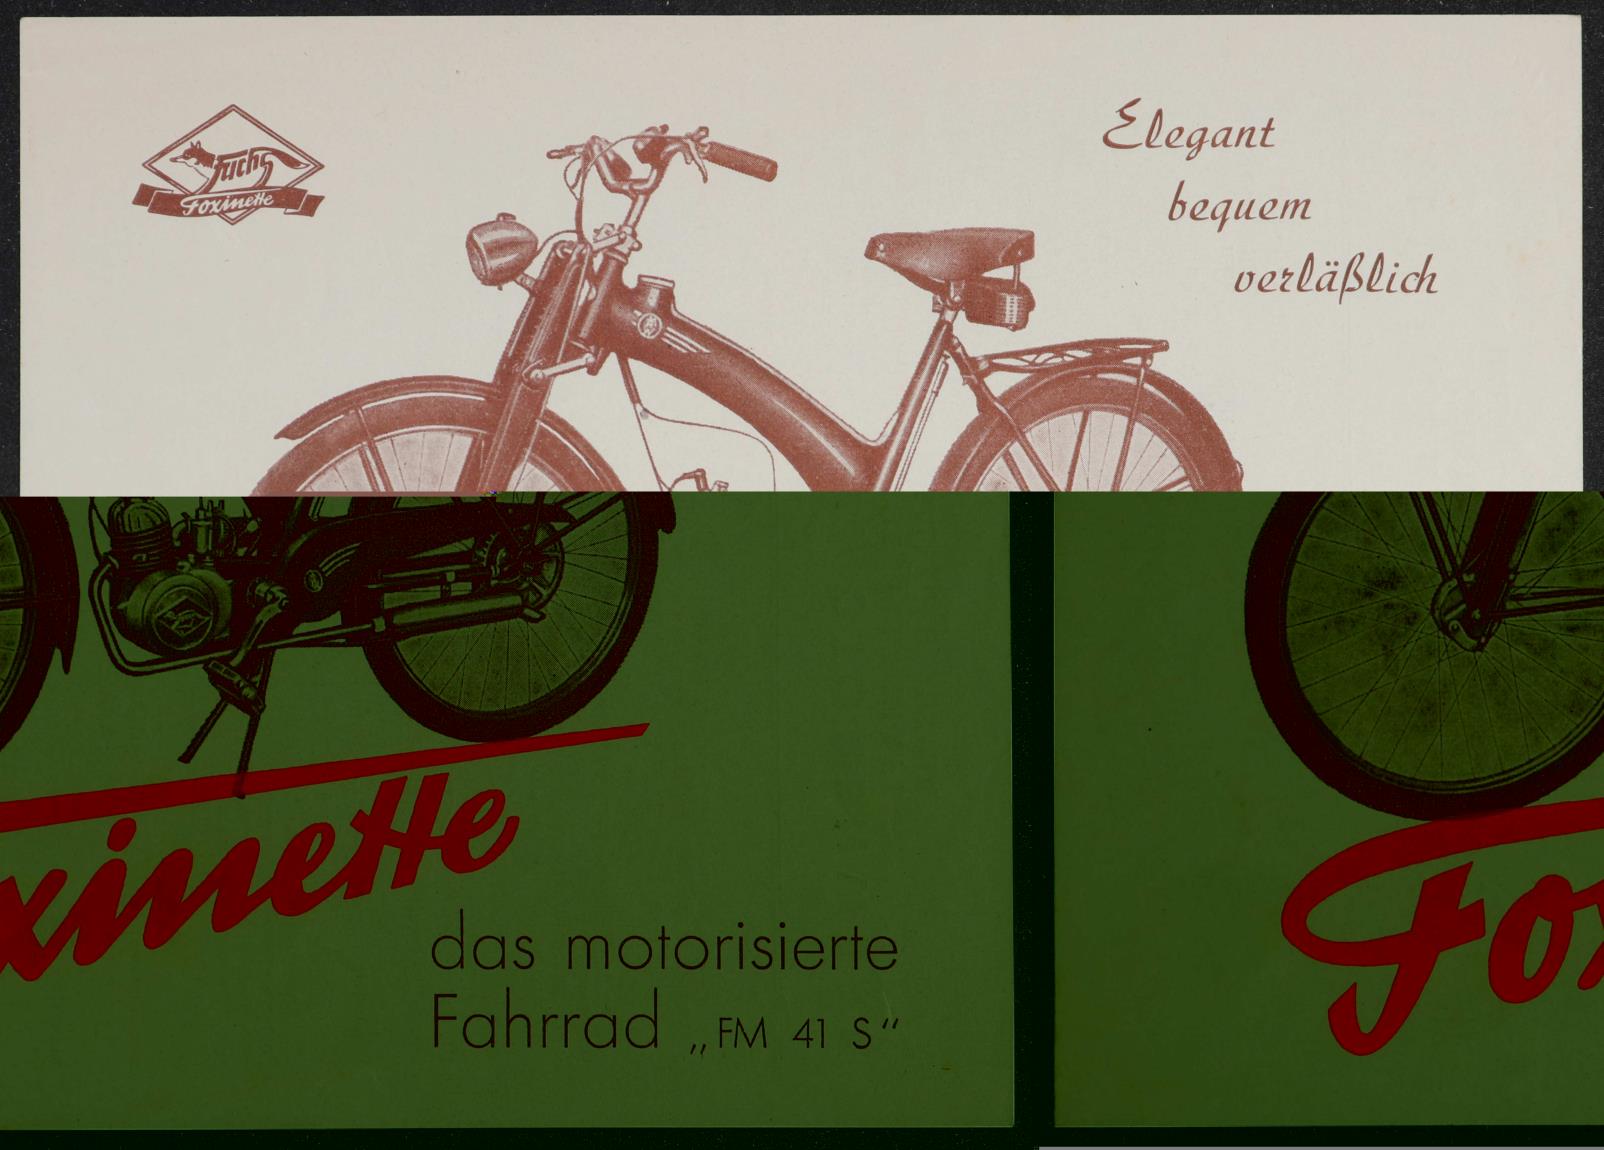 Fuchs
Foxinette
Elegant
bequem
verläßlich
xinette
das motorisierte
Fahrrad „FM 41 S“
Fox